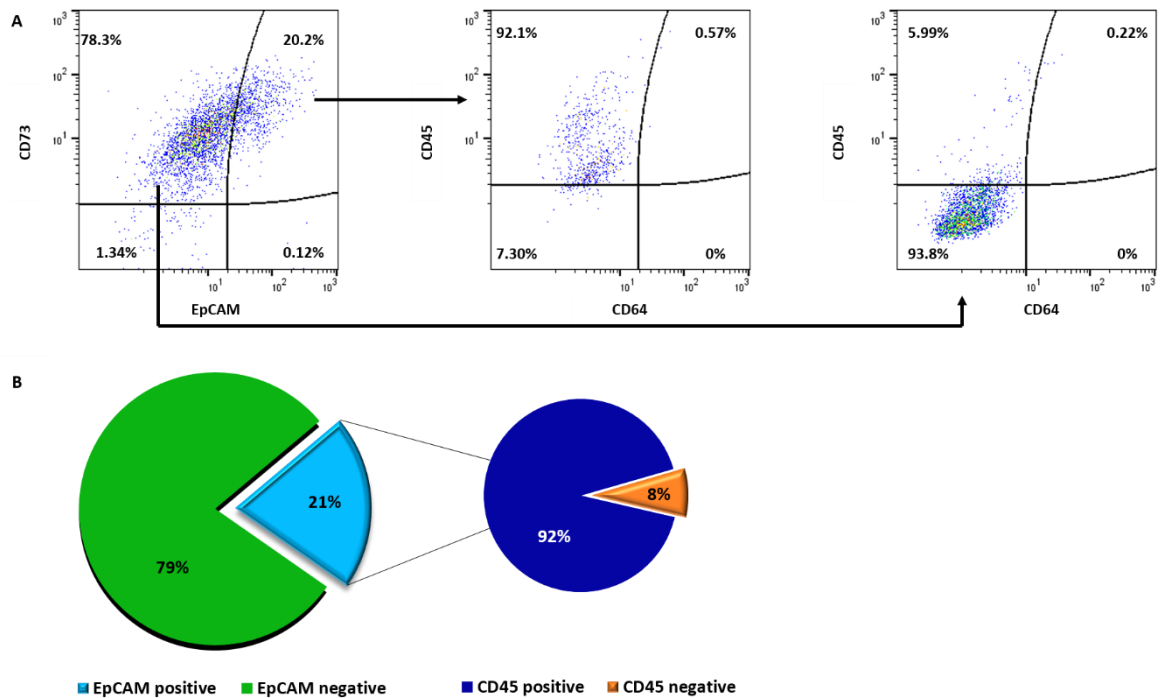 A
10³
10²
10¹
CD73
78.3%
20.2%
1.34%
0.12%
10¹
10²
10³
EpCAM
10³
10²
10¹
CD45
92.1%
0.57%
7.30%
0%
10¹
10²
10³
CD64
10³
10²
10¹
CD45
5.99%
0.22%
93.8%
0%
10¹
10²
10³
CD64
B
79%
21%
92%
8%
EpCAM positive
EpCAM negative
CD45 positive
CD45 negative